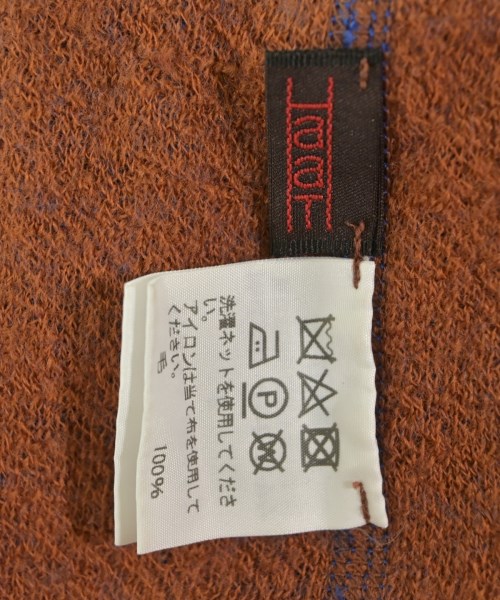 HaaT
P W
洗濯ネットを使用してくださ
い。
アイロンは当て布を使用して
ください。
毛 100%